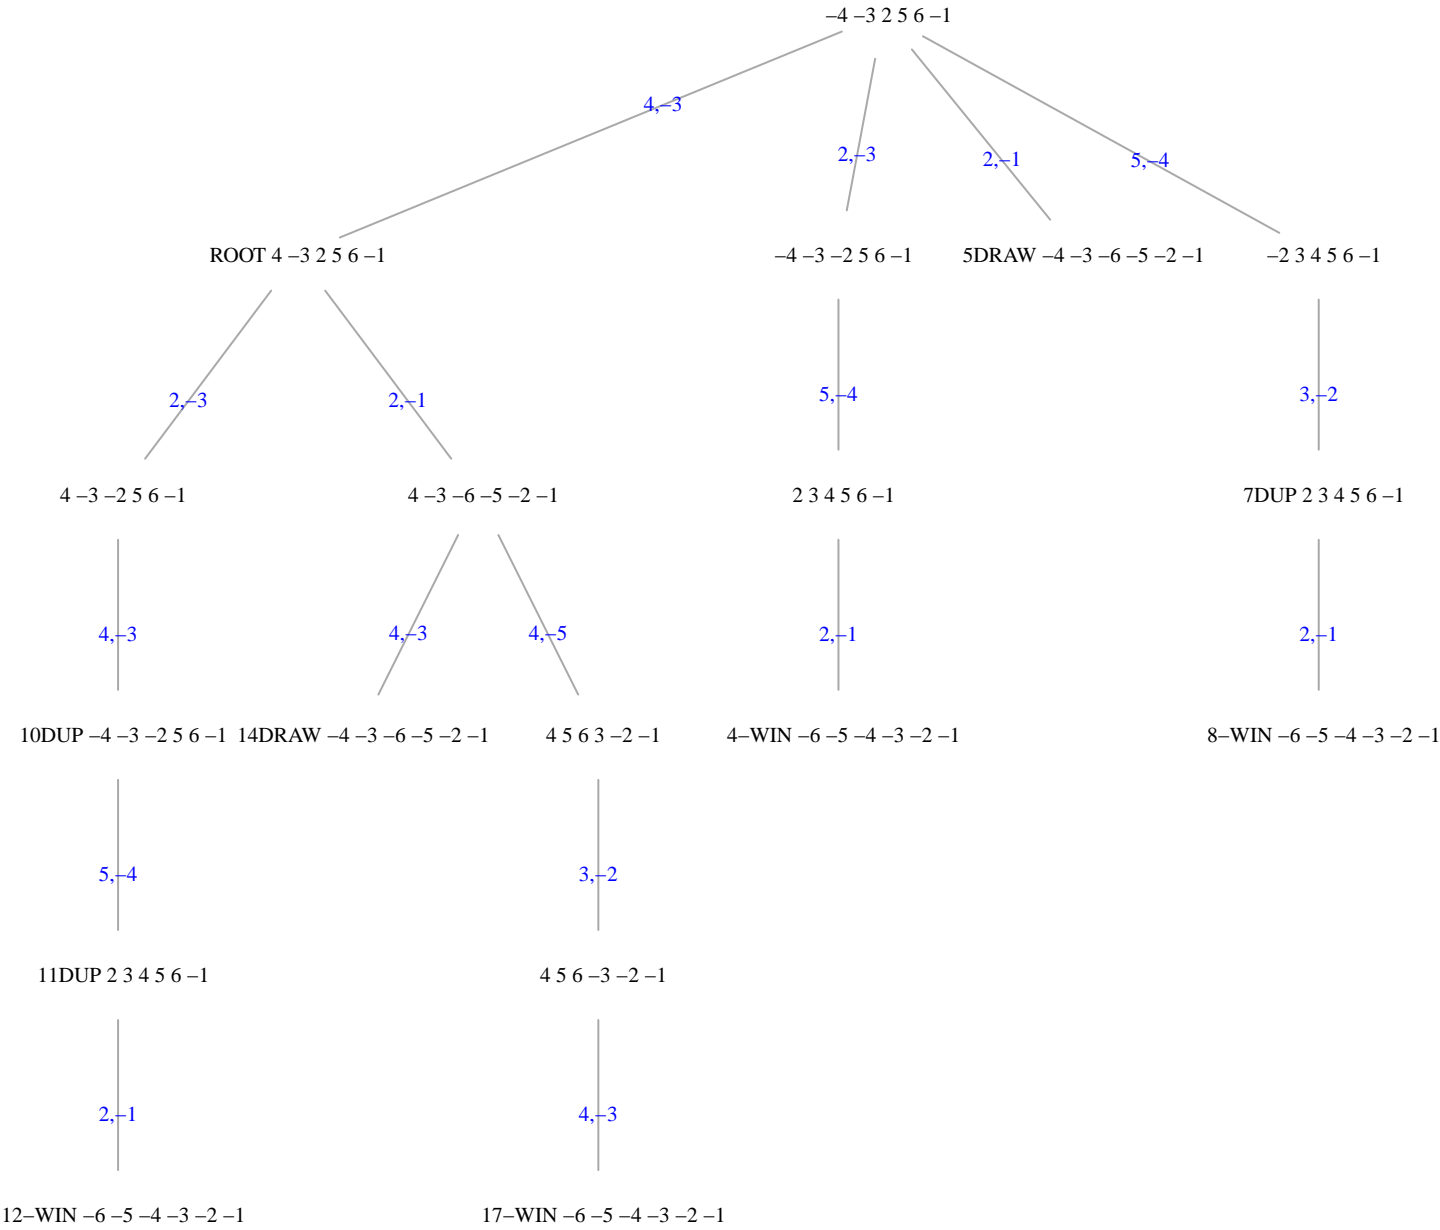 –4 –3 2 5 6 –1
4,–3
2,–3
2,–1
5,–4
ROOT 4 –3 2 5 6 –1
–4 –3 –2 5 6 –1
5DRAW –4 –3 –6 –5 –2 –1
–2 3 4 5 6 –1
2,–3
2,–1
5,–4
3,–2
4 –3 –2 5 6 –1
4 –3 –6 –5 –2 –1
2 3 4 5 6 –1
7DUP 2 3 4 5 6 –1
4,–3
4,–3
4,–5
2,–1
2,–1
10DUP –4 –3 –2 5 6 –1
14DRAW –4 –3 –6 –5 –2 –1
4 5 6 3 –2 –1
4–WIN –6 –5 –4 –3 –2 –1
8–WIN –6 –5 –4 –3 –2 –1
5,–4
3,–2
11DUP 2 3 4 5 6 –1
4 5 6 –3 –2 –1
2,–1
4,–3
12–WIN –6 –5 –4 –3 –2 –1
17–WIN –6 –5 –4 –3 –2 –1